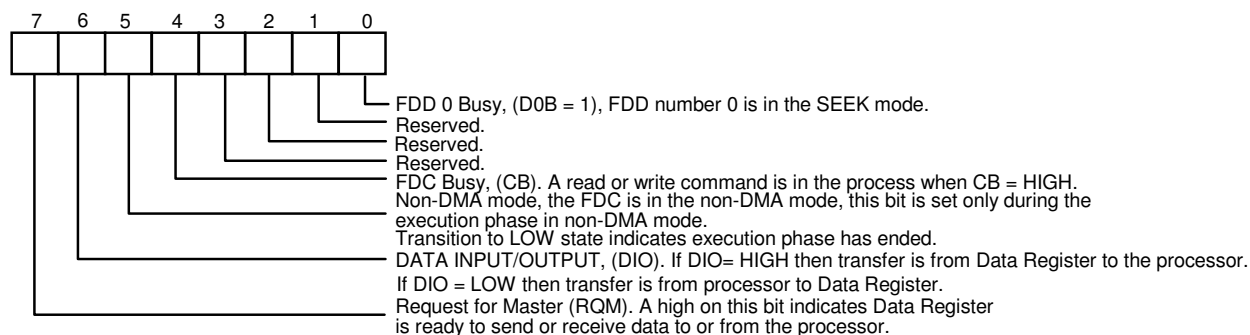 7 6 5 4 3 2 1 0
FDD 0 Busy, (D0B = 1), FDD number 0 is in the SEEK mode.
Reserved.
Reserved.
Reserved.
FDC Busy, (CB). A read or write command is in the process when CB = HIGH.
Non-DMA mode, the FDC is in the non-DMA mode, this bit is set only during the
execution phase in non-DMA mode.
Transition to LOW state indicates execution phase has ended.
DATA INPUT/OUTPUT, (DIO). If DIO= HIGH then transfer is from Data Register to the processor.
If DIO = LOW then transfer is from processor to Data Register.
Request for Master (RQM). A high on this bit indicates Data Register
is ready to send or receive data to or from the processor.